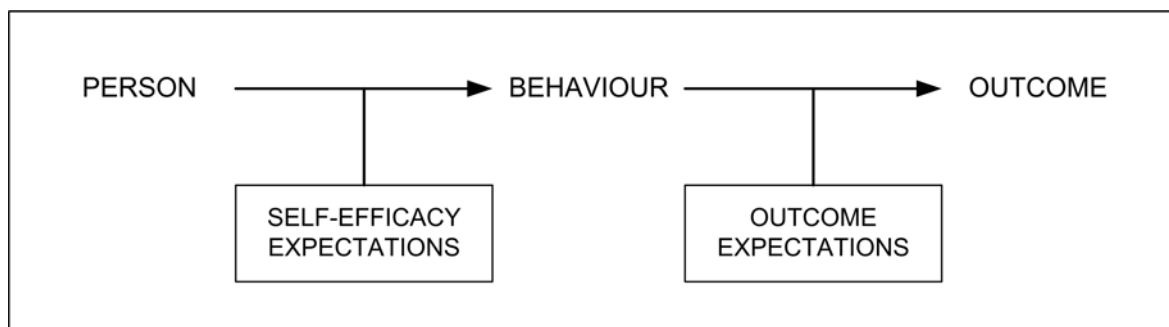 PERSON
BEHAVIOUR
OUTCOME
SELF-EFFICACY
EXPECTATIONS
OUTCOME
EXPECTATIONS